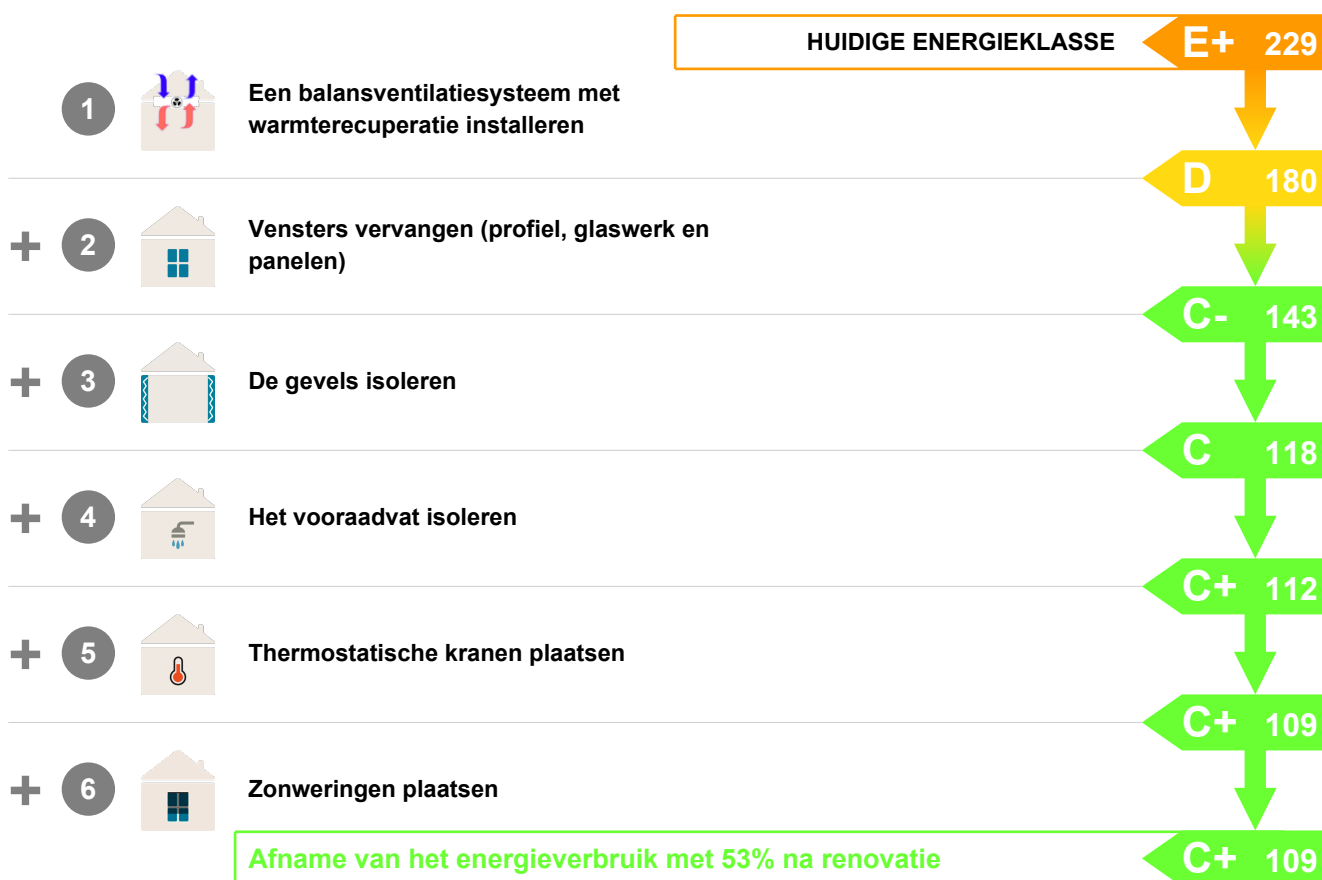 HUIDIGE ENERGIEKLASSE E+ 229
1 Een balansventilatiesysteem met
warmterecuperatie installeren
D 180
+ 2 Vensters vervangen (profiel, glaswerk en
panelen)
C- 143
+ 3 De gevels isoleren
C 118
+ 4 Het vooraadvat isoleren
C+ 112
+ 5 Thermostatische kranen plaatsen
C+ 109
+ 6 Zonweringen plaatsen
Afname van het energieverbruik met 53% na renovatie C+ 109